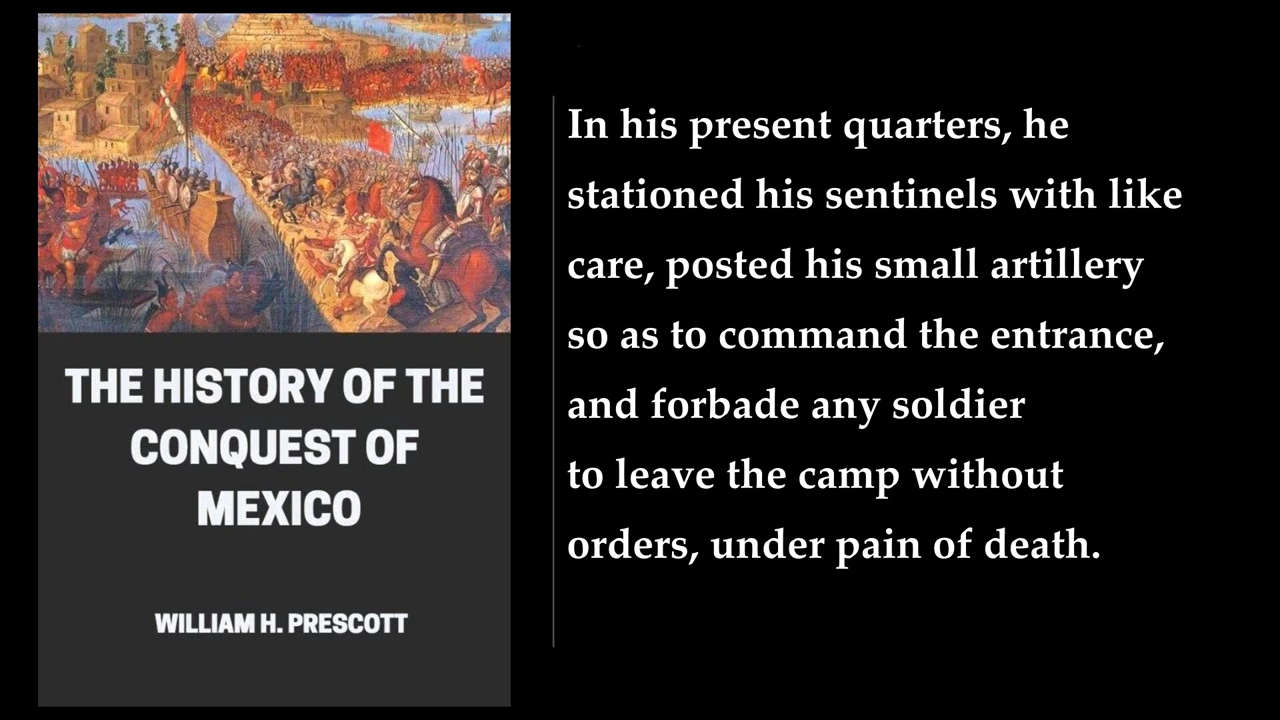 THE HISTORY OF THE
CONQUEST OF
MEXICO
WILLIAM H. PRESCOTT
In his present quarters, he
stationed his sentinels with like
care, posted his small artillery
so as to command the entrance,
and forbade any soldier
to leave the camp without
orders, under pain of death.